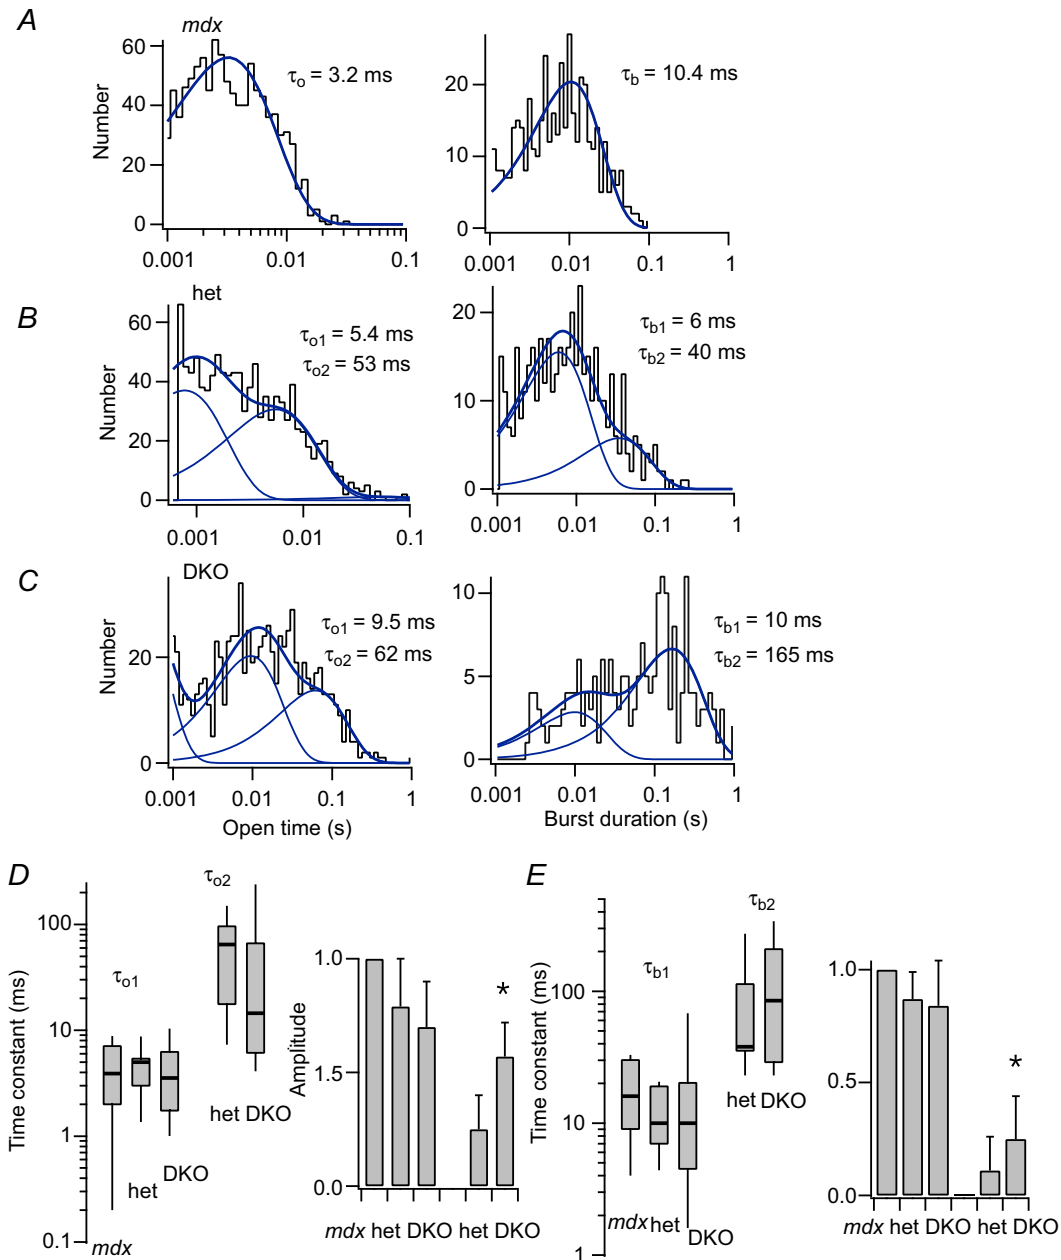 A
mdx
60
40
20
0
Number
τo = 3.2 ms
0.001 0.01 0.1
20
10
0
τb = 10.4 ms
0.001 0.01 0.1 1
B
het
60
40
20
0
Number
τo1 = 5.4 ms
τo2 = 53 ms
0.001 0.01 0.1
20
10
0
τb1 = 6 ms
τb2 = 40 ms
0.001 0.01 0.1 1
C
DKO
20
0
Number
τo1 = 9.5 ms
τo2 = 62 ms
0.001 0.01 0.1 1
Open time (s)
10
5
0
τb1 = 10 ms
τb2 = 165 ms
0.001 0.01 0.1 1
Burst duration (s)
D
τo2
100
10
1
0.1
Time constant (ms)
τo1
het DKO
DKO
het
mdx
1.0
1.5
0.0
Amplitude
*
mdx het DKO het DKO
E
τb2
100
10
1
Time constant (ms)
τb1
het DKO
mdx het
DKO
1.0
0.5
0.0
*
mdx het DKO het DKO